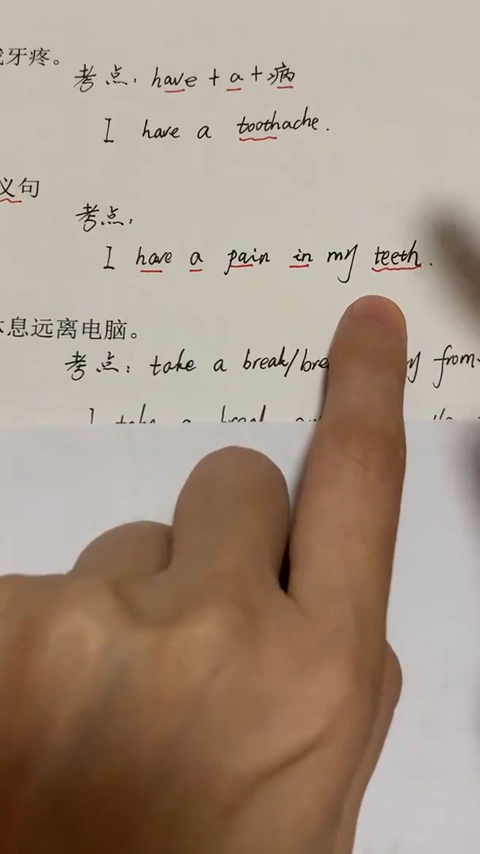 牙疼。
考点: have + a + 病
I have a toothache.
义句
考点:
I have a pain in my teeth.
息远离电脑。
考点: take a break/ from
I take a